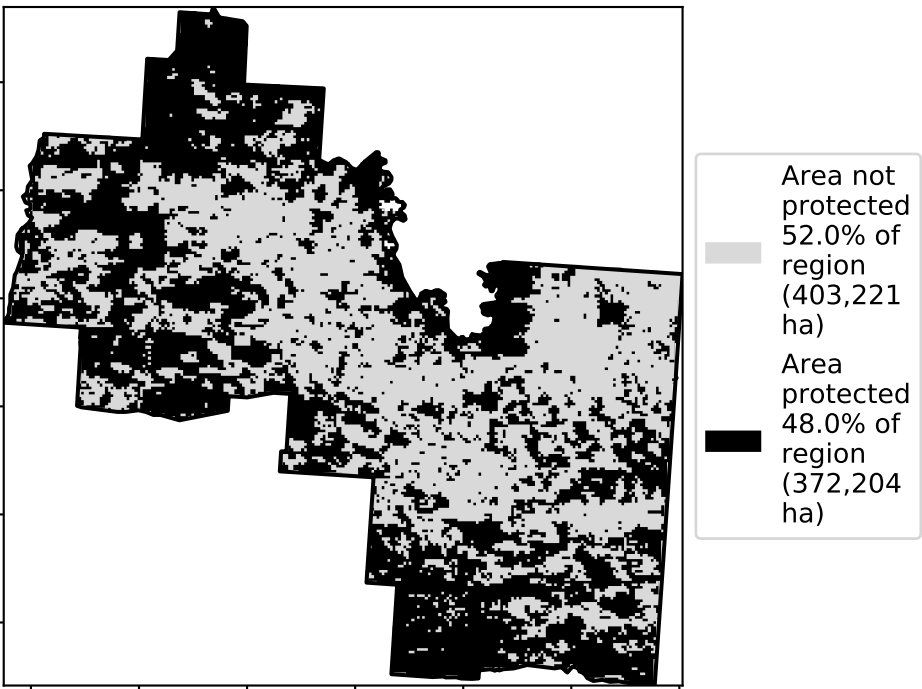 Area not
protected
52.0% of
region
(403,221
ha)
Area
protected
48.0% of
region
(372,204
ha)